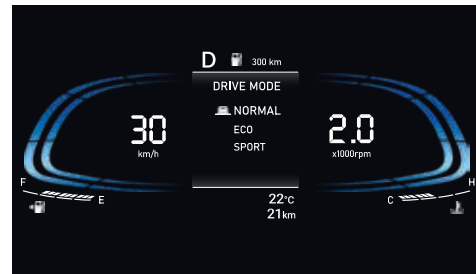 D 300 km
DRIVE MODE
NORMAL
ECO
SPORT
30
km/h
2.0
x1000rpm
F
E
C
H
22°C
21km